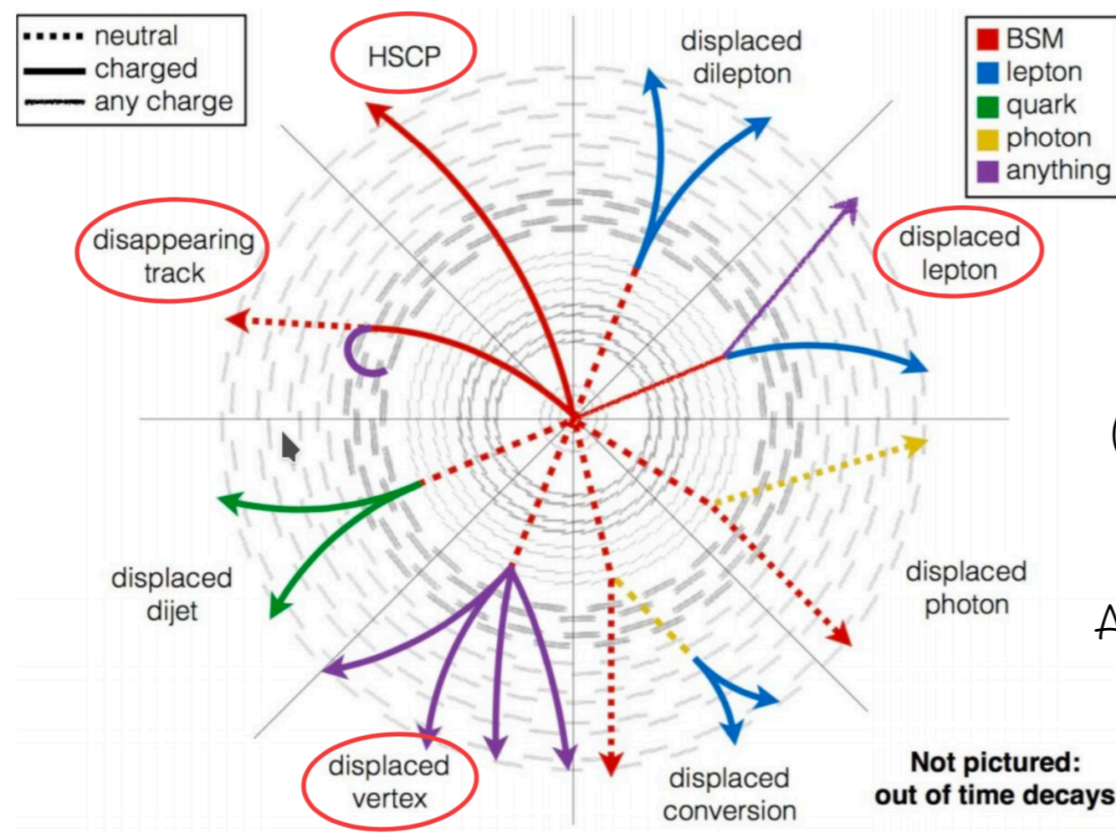 neutral
charged
any charge
HSCP
displaced
dilepton
BSM
lepton
quark
photon
anything
disappearing
track
displaced
lepton
displaced
dijet
displaced
photon
displaced
vertex
displaced
conversion
Not pictured:
out of time decays